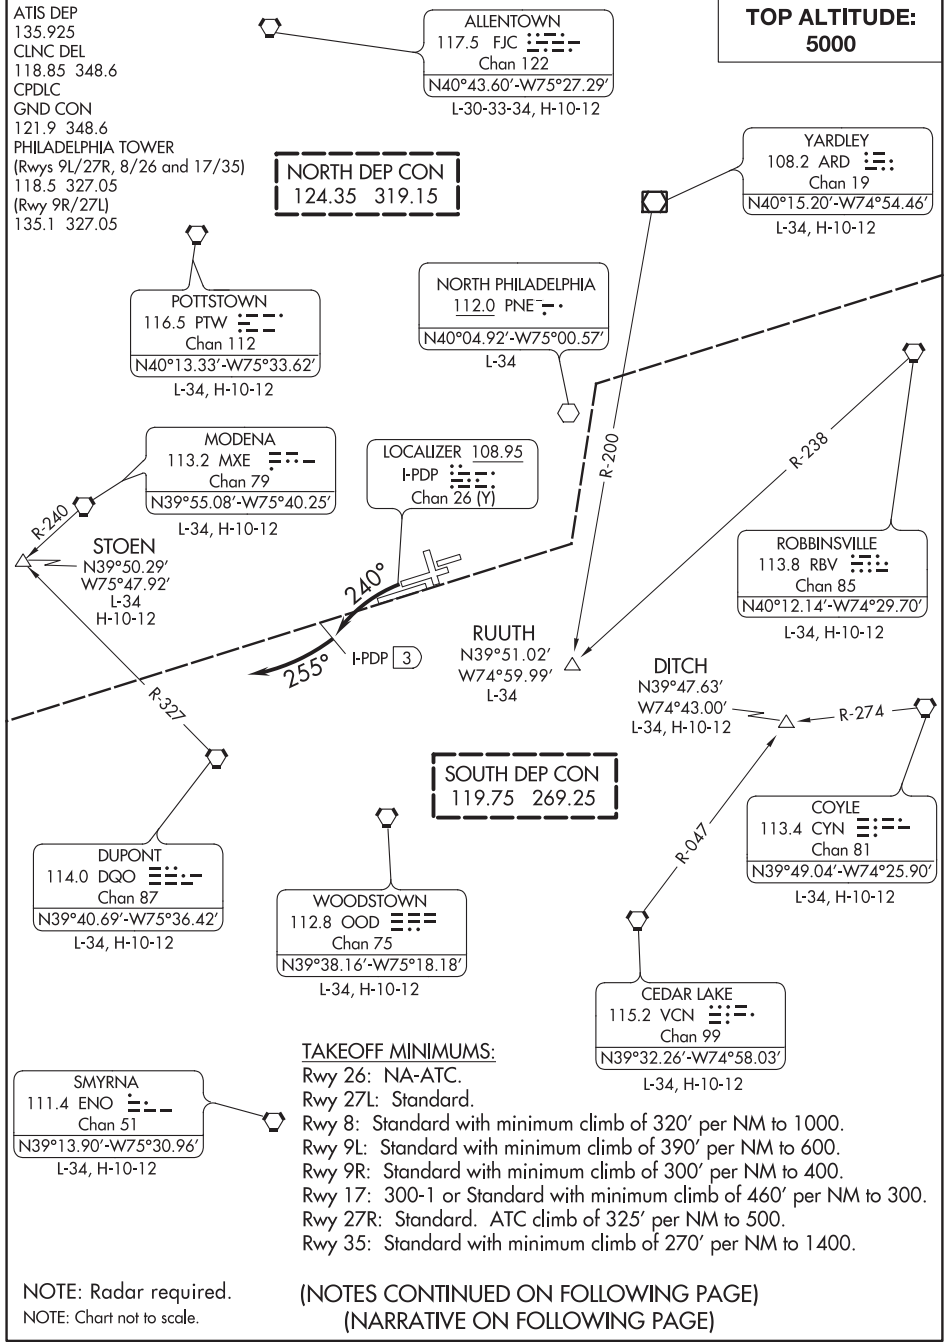 ATIS DEP
135.925
CLNC DEL
118.85 348.6
CPDLC
GND CON
121.9 348.6
PHILADELPHIA TOWER
(Rwys 9L/27R, 8/26 and 17/35)
118.5 327.05
(Rwy 9R/27L)
135.1 327.05
ALLENTOWN
117.5 FJC
Chan 122
N40°43.60′-W75°27.29′
L-30-33-34, H-10-12
TOP ALTITUDE:
5000
NORTH DEP CON
124.35 319.15
YARDLEY
108.2 ARD
Chan 19
N40°15.20′-W74°54.46′
L-34, H-10-12
POTTSTOWN
116.5 PTW
Chan 112
N40°13.33′-W75°33.62′
L-34, H-10-12
NORTH PHILADELPHIA
112.0 PNE
N40°04.92′-W75°00.57′
L-34
MODENA
113.2 MXE
Chan 79
N39°55.08′-W75°40.25′
L-34, H-10-12
LOCALIZER 108.95
I-PDP
Chan 26 (Y)
R-200
R-238
R-240
STOEN
N39°50.29′
W75°47.92′
L-34
H-10-12
ROBBINSVILLE
113.8 RBV
Chan 85
N40°12.14′-W74°29.70′
L-34, H-10-12
240°
255°
I-PDP 3
RUUTH
N39°51.02′
W74°59.99′
L-34
DITCH
N39°47.63′
W74°43.00′
L-34, H-10-12
R-274
R-327
SOUTH DEP CON
119.75 269.25
COYLE
113.4 CYN
Chan 81
N39°49.04′-W74°25.90′
L-34, H-10-12
R-047
DUPONT
114.0 DQO
Chan 87
N39°40.69′-W75°36.42′
L-34, H-10-12
WOODSTOWN
112.8 OOD
Chan 75
N39°38.16′-W75°18.18′
L-34, H-10-12
CEDAR LAKE
115.2 VCN
Chan 99
N39°32.26′-W74°58.03′
L-34, H-10-12
SMYRNA
111.4 ENO
Chan 51
N39°13.90′-W75°30.96′
L-34, H-10-12
TAKEOFF MINIMUMS:
Rwy 26: NA-ATC.
Rwy 27L: Standard.
Rwy 8: Standard with minimum climb of 320′ per NM to 1000.
Rwy 9L: Standard with minimum climb of 390′ per NM to 600.
Rwy 9R: Standard with minimum climb of 300′ per NM to 400.
Rwy 17: 300-1 or Standard with minimum climb of 460′ per NM to 300.
Rwy 27R: Standard. ATC climb of 325′ per NM to 500.
Rwy 35: Standard with minimum climb of 270′ per NM to 1400.
NOTE: Radar required.
NOTE: Chart not to scale.
(NOTES CONTINUED ON FOLLOWING PAGE)
(NARRATIVE ON FOLLOWING PAGE)